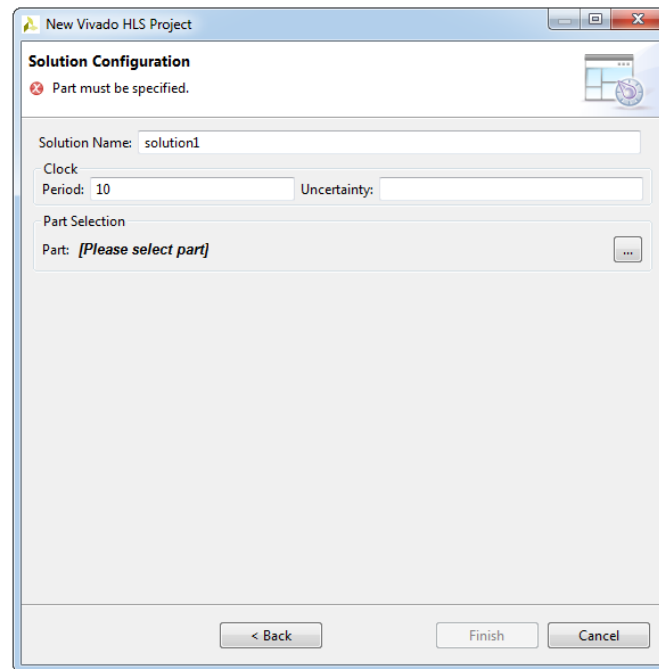 New Vivado HLS Project
Solution Configuration
Part must be specified.
Solution Name: solution1
Clock
Period: 10 Uncertainty:
Part Selection
Part: [Please select part] ...
< Back Finish Cancel